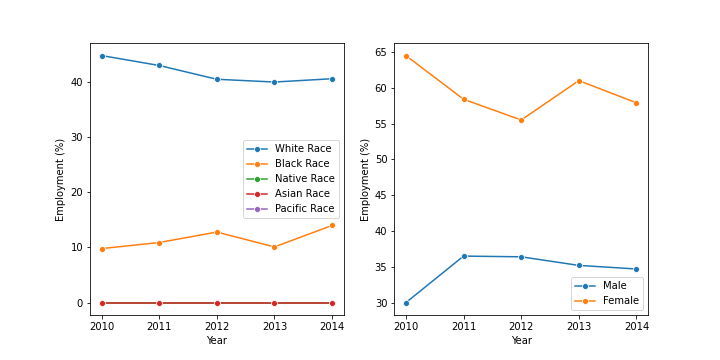 40
30
20
10
0
Employment (%)
2010 2011 2012 2013 2014
Year
White Race
Black Race
Native Race
Asian Race
Pacific Race
65
60
55
50
45
40
35
30
Employment (%)
2010 2011 2012 2013 2014
Year
Male
Female